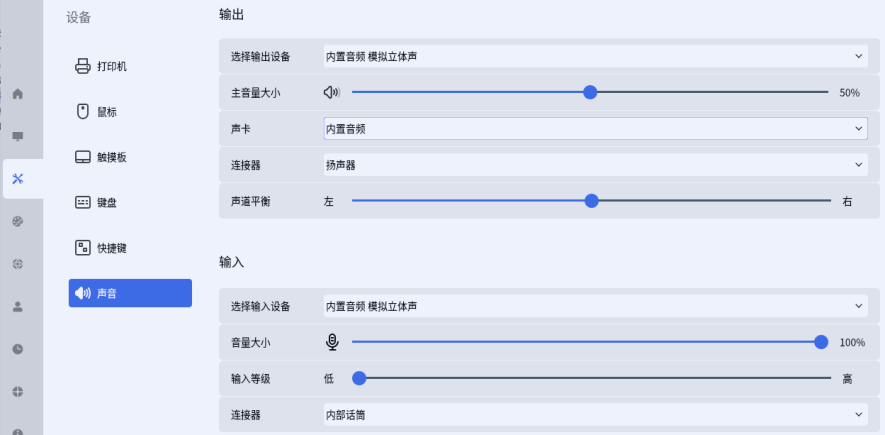 设备
打印机
鼠标
触摸板
键盘
快捷键
声音
输出
选择输出设备 内置音频 模拟立体声
主音量大小 50%
声卡 内置音频
连接器 扬声器
声道平衡 左 右
输入
选择输入设备 内置音频 模拟立体声
音量大小 100%
输入等级 低 高
连接器 内部话筒